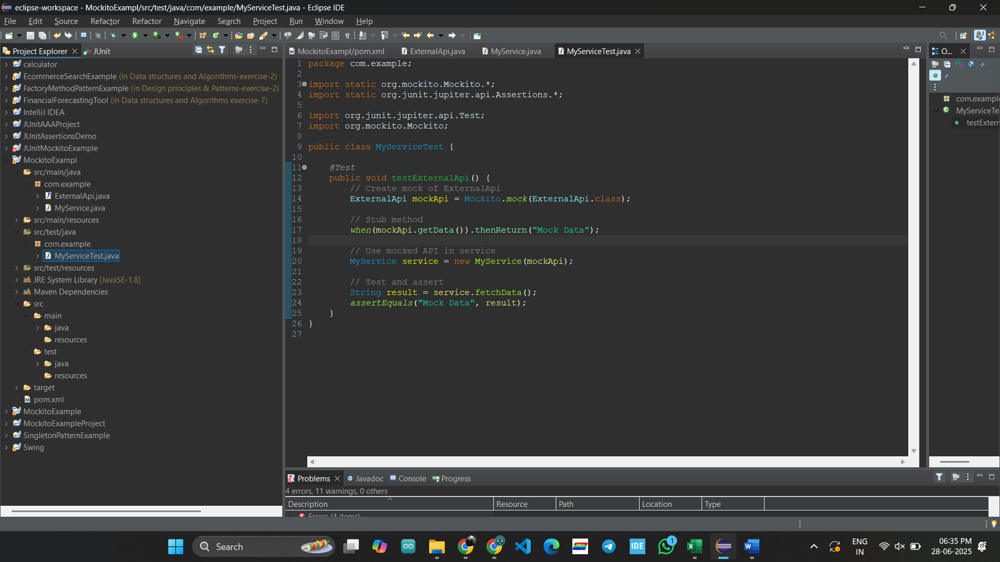 eclipse-workspace - MockitoExampl/src/test/java/com/example/MyServiceTest.java - Eclipse IDE
File Edit Source Refactor Refactor Navigate Search Project Run Window Help
Project Explorer
JUnit
calculator
EcommerceSearchExample (in Data structures and Algorithms-exercise-2)
FactoryMethodPatternExample (in Design principles & Patterns-exercise-2)
FinancialForecastingTool (in Data structures and Algorithms exercise-7)
IntelliJ IDEA
JUnitAAAProject
JUnitAssertionsDemo
JUnitMockitoExample
MockitoExampl
src/main/java
com.example
ExternalApi.java
MyService.java
src/main/resources
src/test/java
com.example
MyServiceTest.java
src/test/resources
JRE System Library [JavaSE-1.8]
Maven Dependencies
src
main
java
resources
test
java
resources
target
pom.xml
MockitoExample
MockitoExampleProject
SingletonPatternExample
Swing
MockitoExampl/pom.xml ExternalApi.java MyService.java MyServiceTest.java
1 package com.example;
2
3 import static org.mockito.Mockito.*;
4 import static org.junit.jupiter.api.Assertions.*;
5
6 import org.junit.jupiter.api.Test;
7 import org.mockito.Mockito;
8
9 public class MyServiceTest {
10
11 @Test
12 public void testExternalApi() {
13 // Create mock of ExternalApi
14 ExternalApi mockApi = Mockito.mock(ExternalApi.class);
15
16 // Stub method
17 when(mockApi.getData()).thenReturn("Mock Data");
18
19 // Use mocked API in service
20 MyService service = new MyService(mockApi);
21
22 // Test and assert
23 String result = service.fetchData();
24 assertEquals("Mock Data", result);
25 }
26 }
27
O...
com.exampl
MyServiceTe
testExtern
Problems Javadoc Console Progress
4 errors, 11 warnings, 0 others
Description Resource Path Location Type
Errors (4 items)
Search
IDE
1
ENG
IN
06:35 PM
28-06-2025